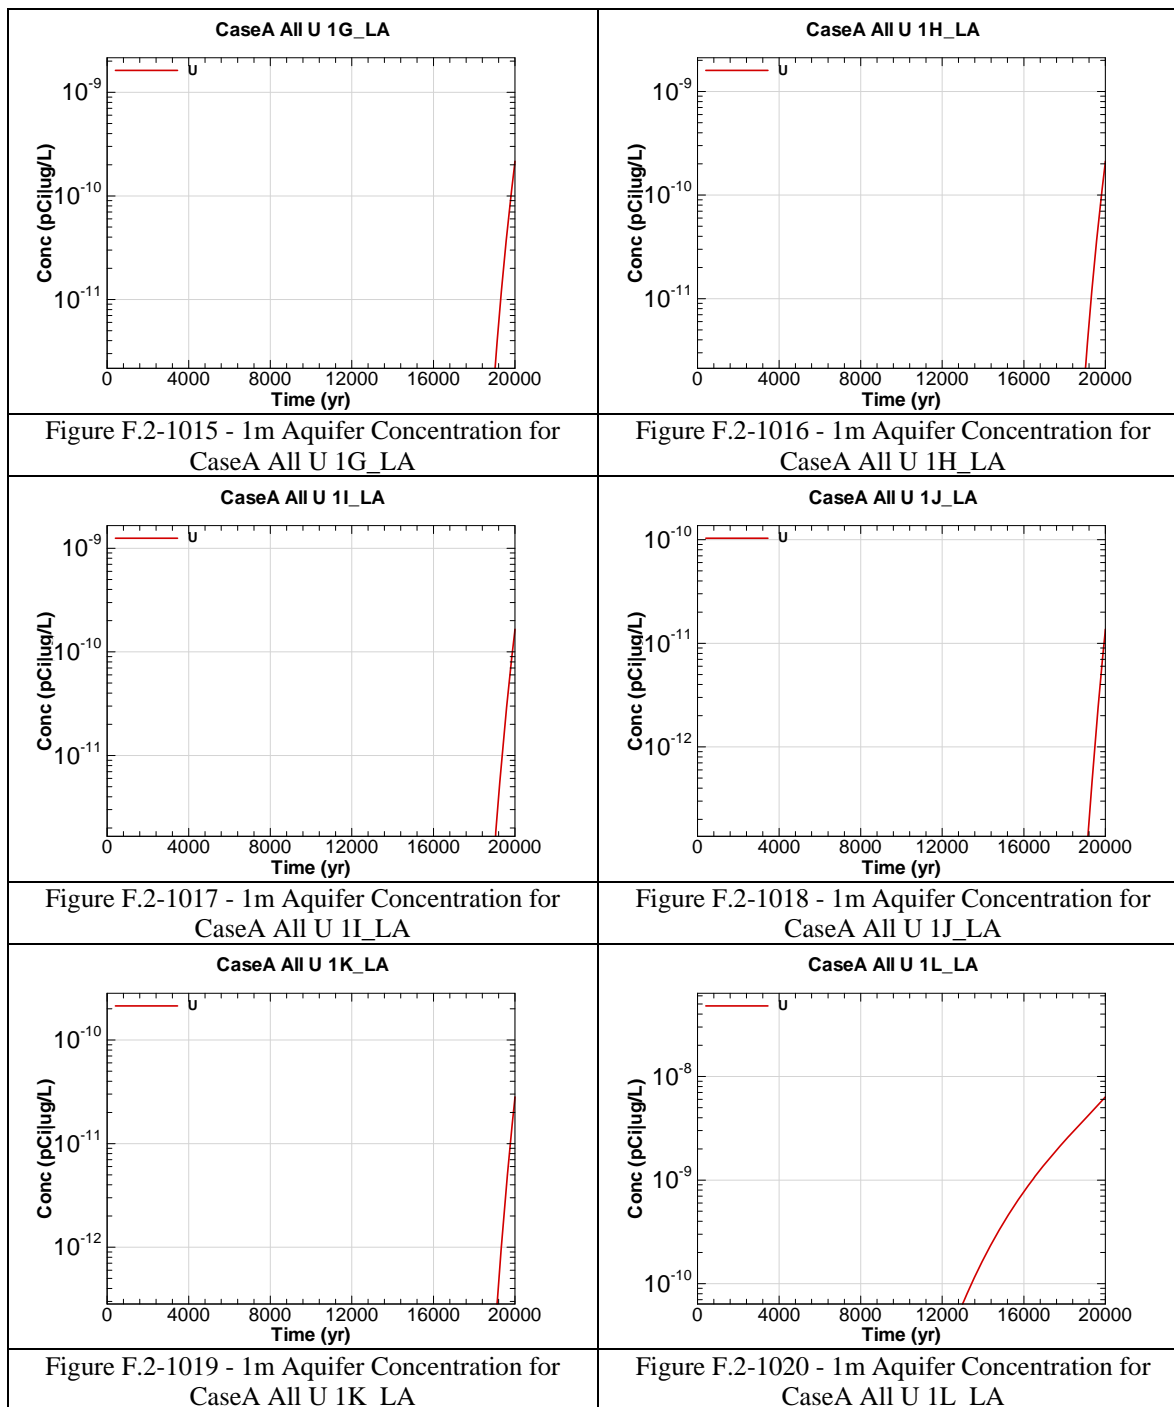 CaseA All U 1G_LA
U
10-9
10-10
10-11
Conc (pCi|ug/L)
0 4000 8000 12000 16000 20000
Time (yr)
Figure F.2-1015 - 1m Aquifer Concentration for
CaseA All U 1G_LA
CaseA All U 1H_LA
U
10-9
10-10
10-11
Conc (pCi|ug/L)
0 4000 8000 12000 16000 20000
Time (yr)
Figure F.2-1016 - 1m Aquifer Concentration for
CaseA All U 1H_LA
CaseA All U 1I_LA
U
10-9
10-10
10-11
Conc (pCi|ug/L)
0 4000 8000 12000 16000 20000
Time (yr)
Figure F.2-1017 - 1m Aquifer Concentration for
CaseA All U 1I_LA
CaseA All U 1J_LA
U
10-10
10-11
10-12
Conc (pCi|ug/L)
0 4000 8000 12000 16000 20000
Time (yr)
Figure F.2-1018 - 1m Aquifer Concentration for
CaseA All U 1J_LA
CaseA All U 1K_LA
U
10-10
10-11
10-12
Conc (pCi|ug/L)
0 4000 8000 12000 16000 20000
Time (yr)
Figure F.2-1019 - 1m Aquifer Concentration for
CaseA All U 1K_LA
CaseA All U 1L_LA
U
10-8
10-9
10-10
Conc (pCi|ug/L)
0 4000 8000 12000 16000 20000
Time (yr)
Figure F.2-1020 - 1m Aquifer Concentration for
CaseA All U 1L_LA